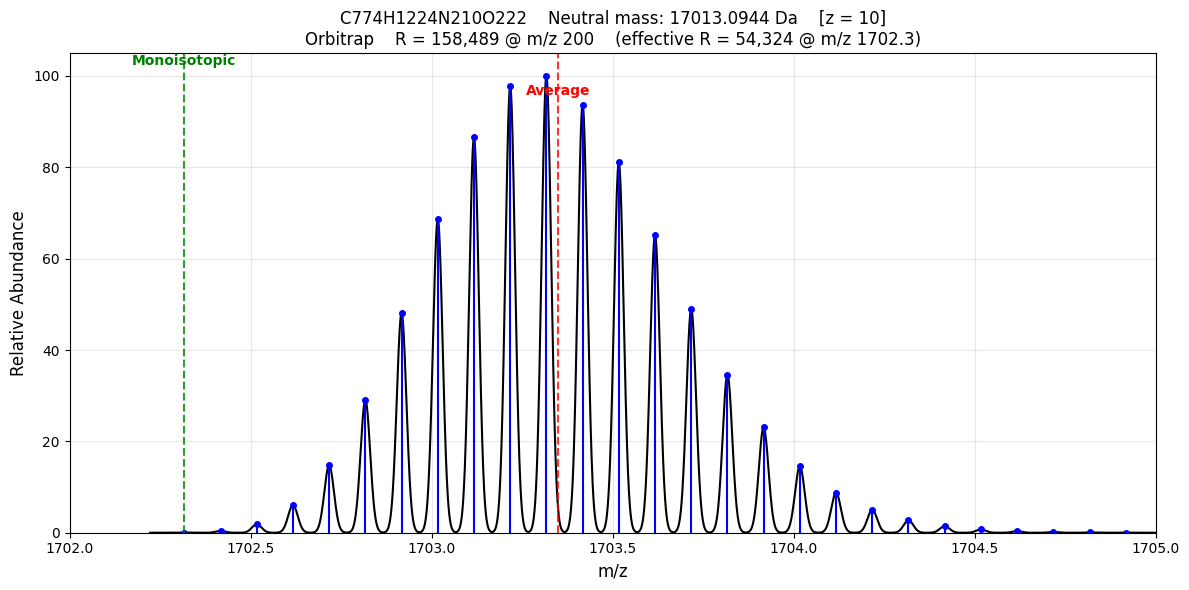 C774H1224N210O222    Neutral mass: 17013.0944 Da    [z = 10]
Orbitrap    R = 158,489 @ m/z 200    (effective R = 54,324 @ m/z 1702.3)
Monoisotopic
Average
Relative Abundance
100
80
60
40
20
0
1702.0
1702.5
1703.0
1703.5
1704.0
1704.5
1705.0
m/z